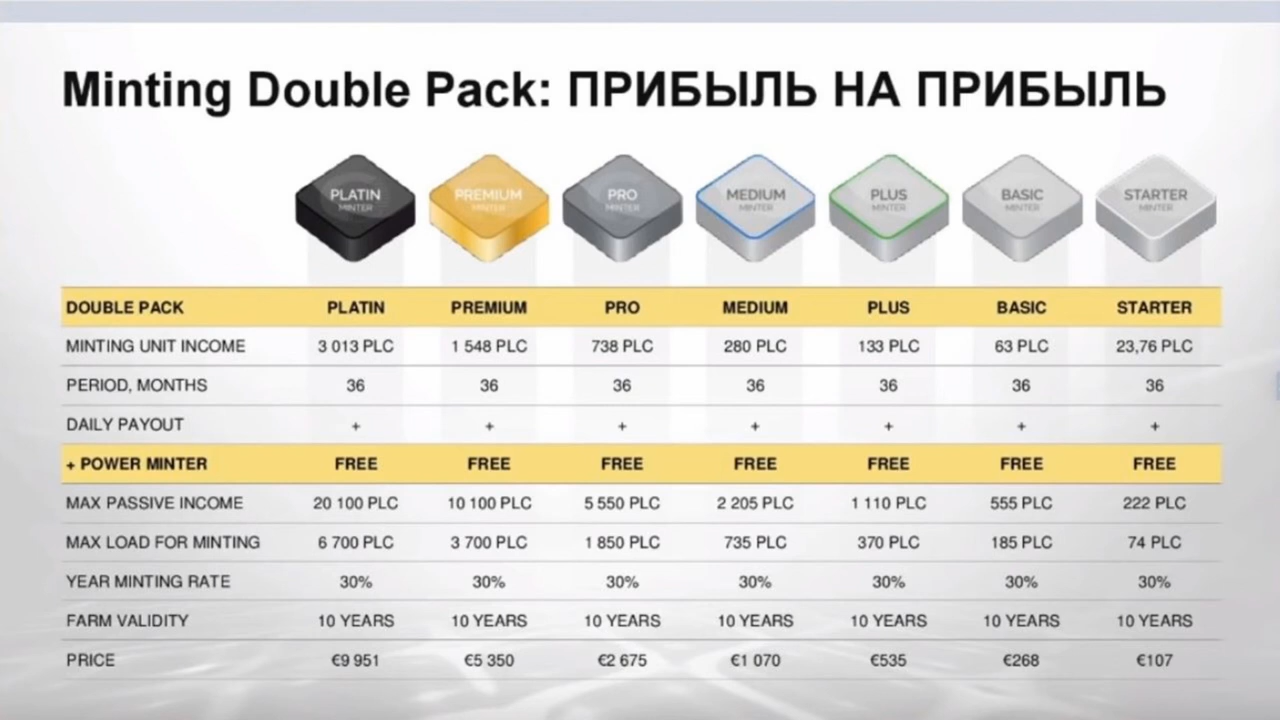 Minting Double Pack: ПРИБЫЛЬ НА ПРИБЫЛЬ
PLATIN PREMIUM PRO MEDIUM PLUS BASIC STARTER
MINTER MINTER MINTER MINTER MINTER MINTER MINTER
DOUBLE PACK PLATIN PREMIUM PRO MEDIUM PLUS BASIC STARTER
MINTING UNIT INCOME 3 013 PLC 1 548 PLC 738 PLC 280 PLC 133 PLC 63 PLC 23,76 PLC
PERIOD, MONTHS 36 36 36 36 36 36 36
DAILY PAYOUT + + + + + + +
+ POWER MINTER FREE FREE FREE FREE FREE FREE FREE
MAX PASSIVE INCOME 20 100 PLC 10 100 PLC 5 550 PLC 2 205 PLC 1 110 PLC 555 PLC 222 PLC
MAX LOAD FOR MINTING 6 700 PLC 3 700 PLC 1 850 PLC 735 PLC 370 PLC 185 PLC 74 PLC
YEAR MINTING RATE 30% 30% 30% 30% 30% 30% 30%
FARM VALIDITY 10 YEARS 10 YEARS 10 YEARS 10 YEARS 10 YEARS 10 YEARS 10 YEARS
PRICE €9 951 €5 350 €2 675 €1 070 €535 €268 €107